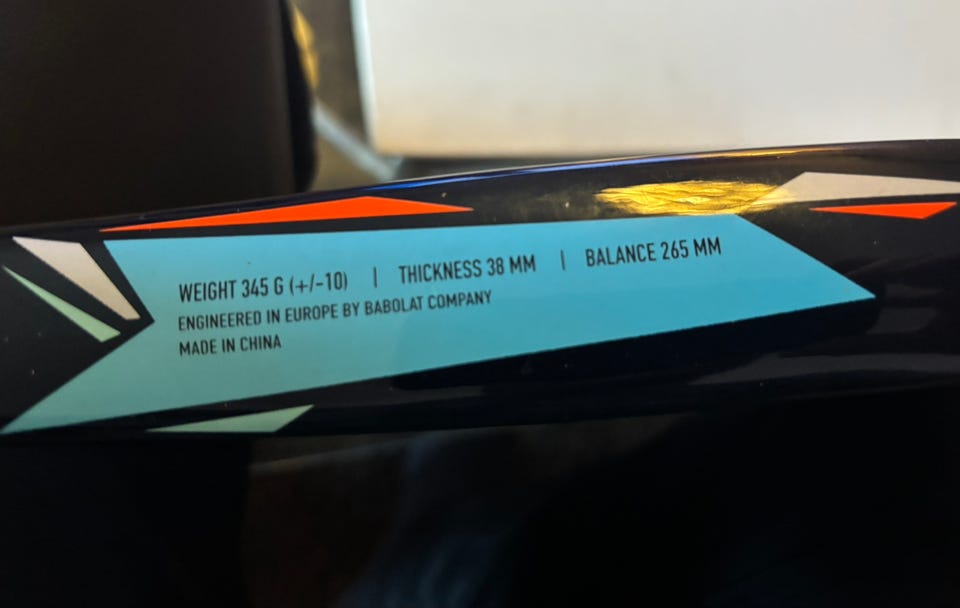 WEIGHT 345 G (+/-10) | THICKNESS 38 MM | BALANCE 265 MM
ENGINEERED IN EUROPE BY BABOLAT COMPANY
MADE IN CHINA